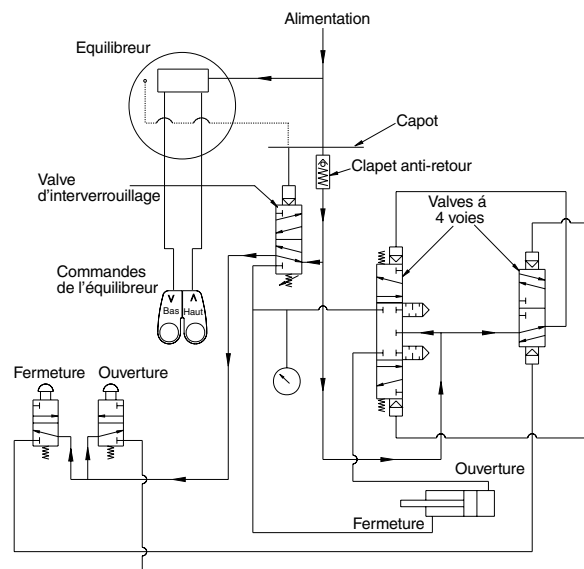 Alimentation
Equilibreur
Capot
Clapet anti-retour
Valve
d'interverrouillage
Valves á
4 voies
Commandes
de l'équilibreur
Bas
Haut
Fermeture
Ouverture
Ouverture
Fermeture